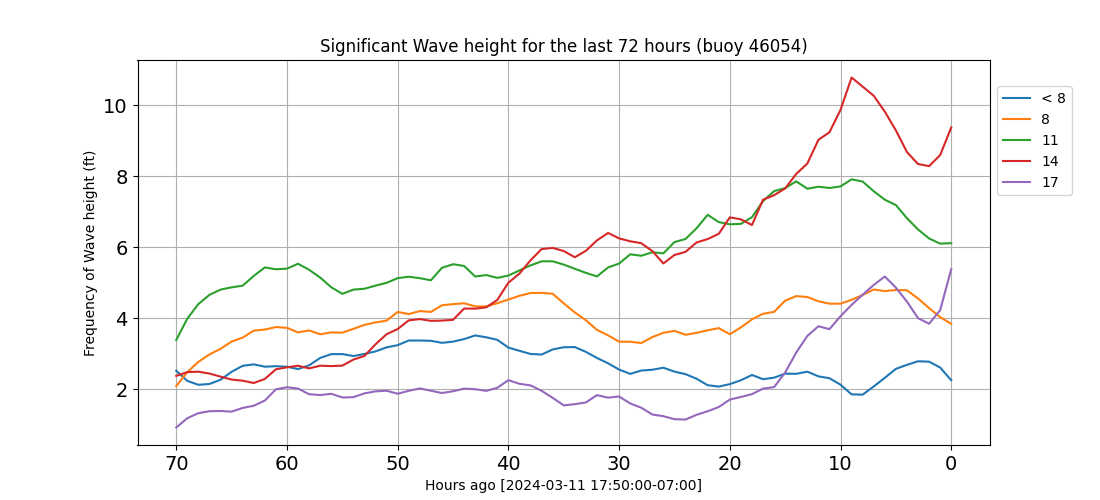 Significant Wave height for the last 72 hours (buoy 46054)
Frequency of Wave height (ft)
10
8
6
4
2
70 60 50 40 30 20 10 0
Hours ago [2024-03-11 17:50:00-07:00]
< 8
8
11
14
17